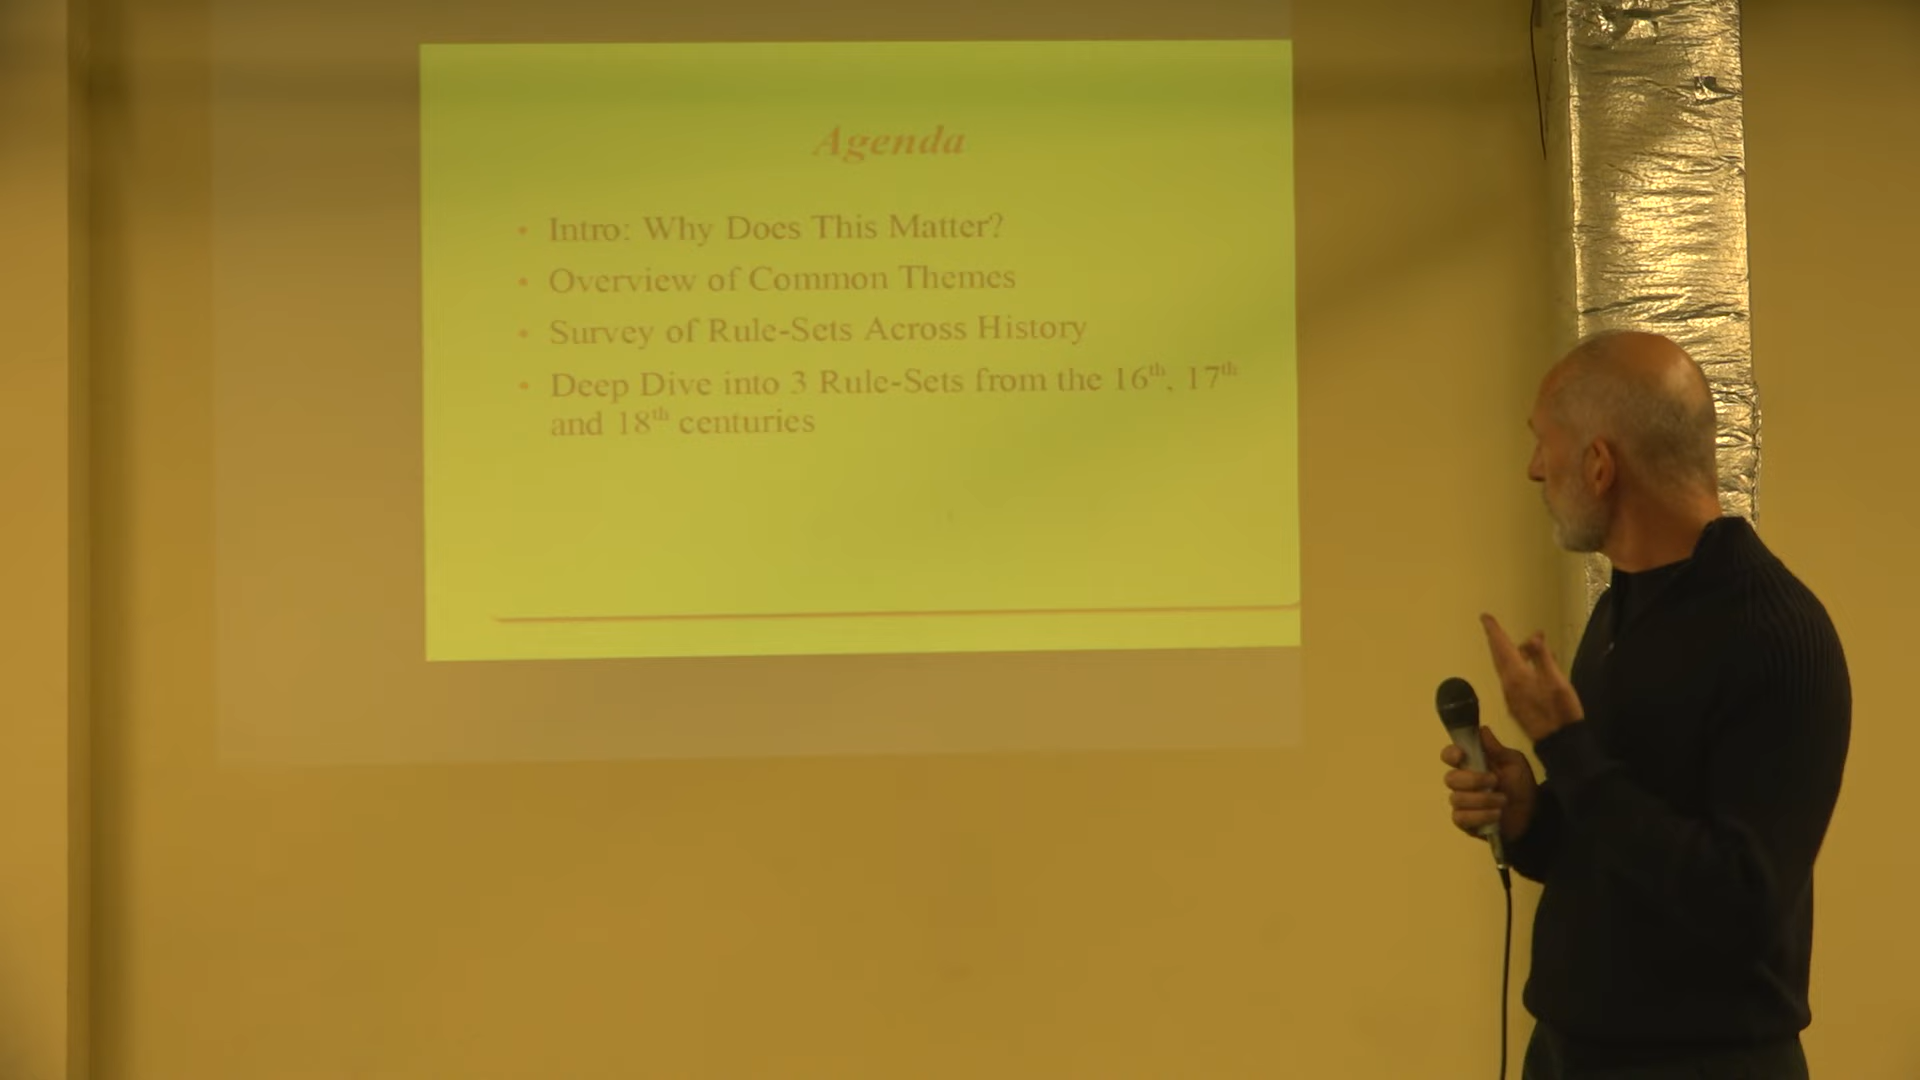 Agenda
• Intro: Why Does This Matter?
• Overview of Common Themes
• Survey of Rule-Sets Across History
• Deep Dive into 3 Rule-Sets from the 16th, 17th
and 18th centuries